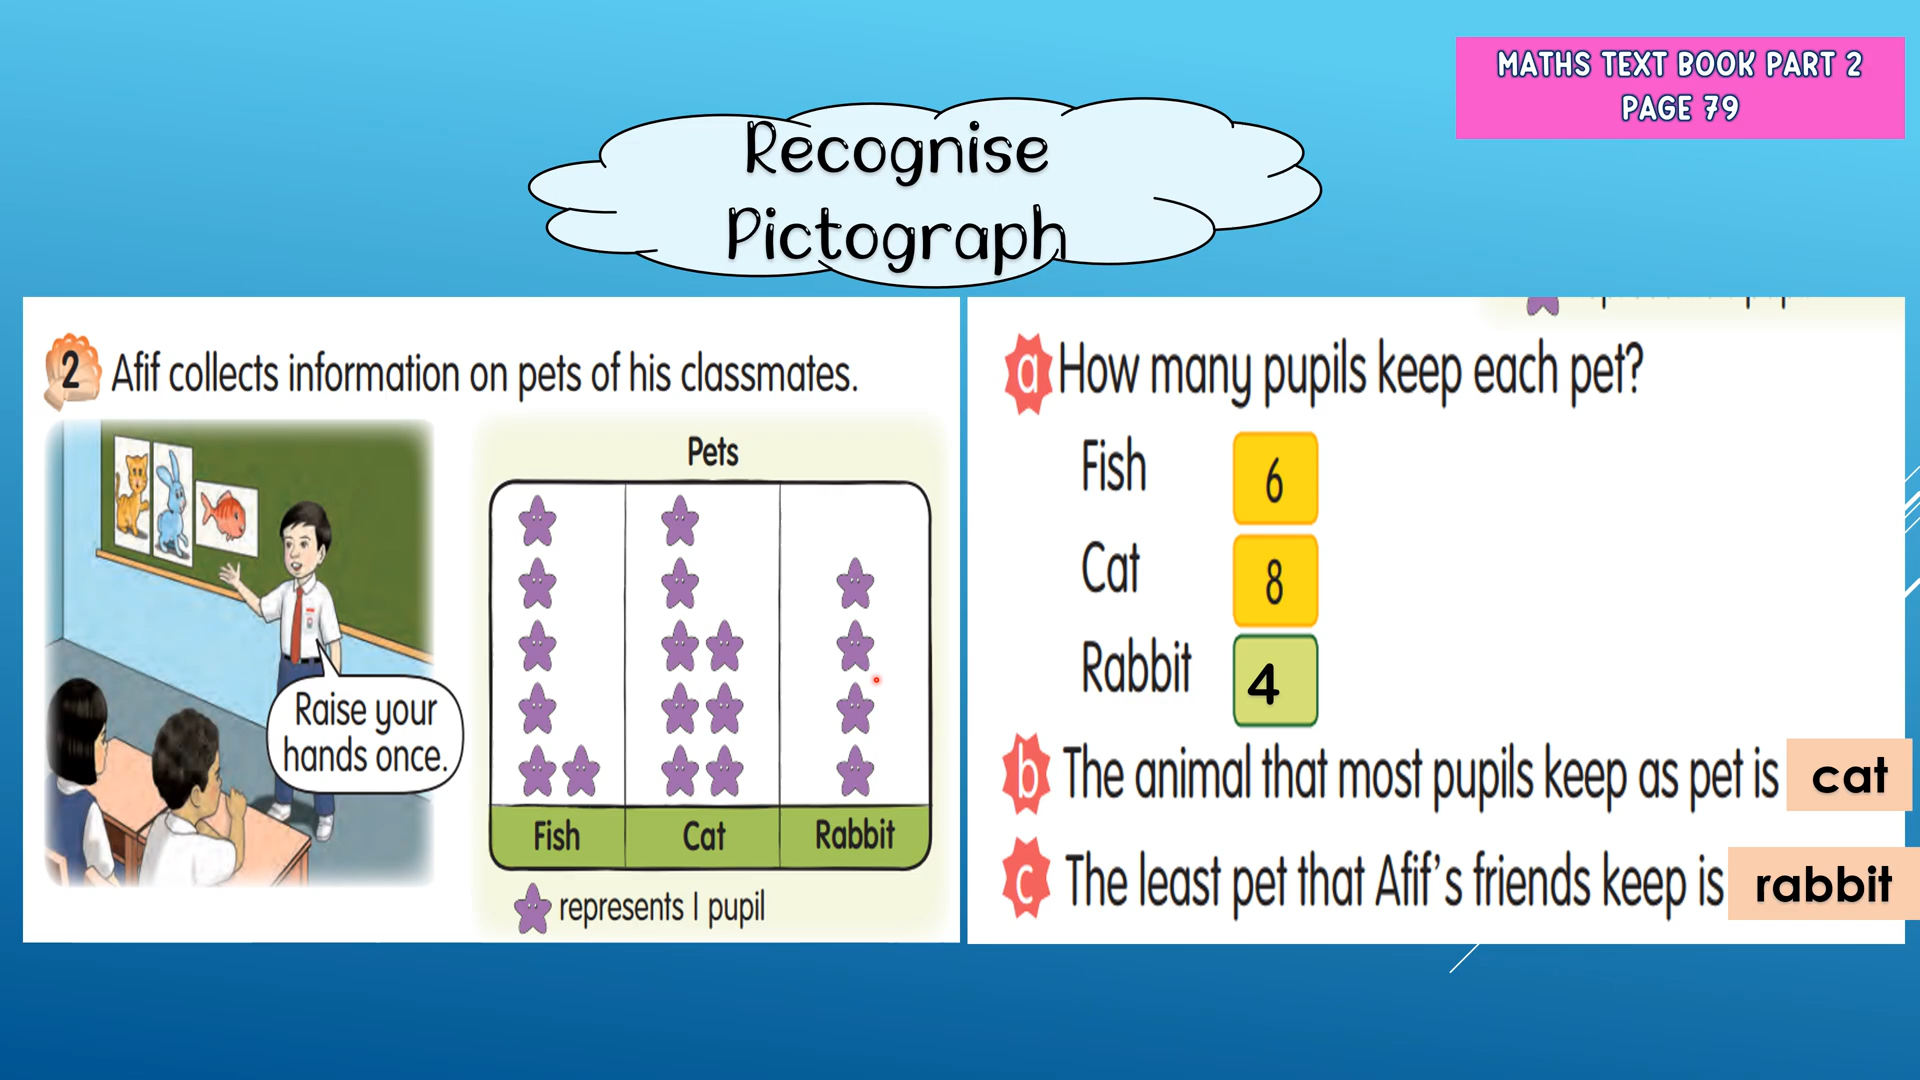 MATHS TEXT BOOK PART 2
PAGE 79
Recognise
Pictograph
2 Afif collects information on pets of his classmates.
Raise your
hands once.
Pets
Fish Cat Rabbit
represents 1 pupil
a How many pupils keep each pet?
Fish 6
Cat 8
Rabbit 4
b The animal that most pupils keep as pet is cat
c The least pet that Afif's friends keep is rabbit